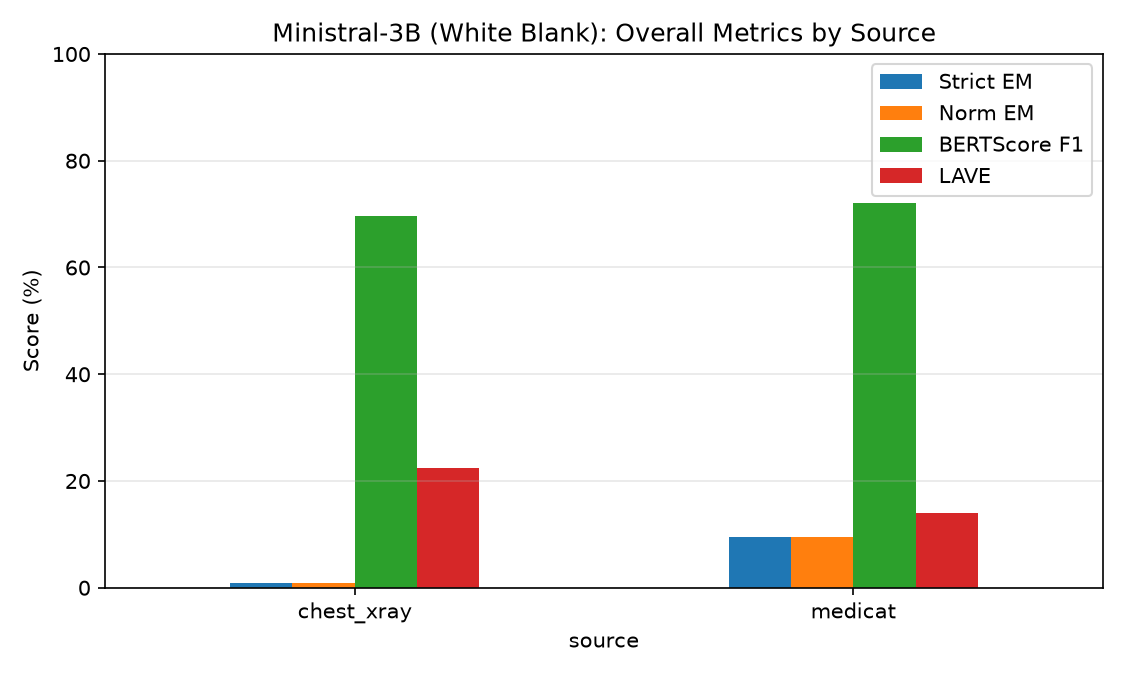 Ministral-3B (White Blank): Overall Metrics by Source
100
80
60
40
20
0
Score (%)
Strict EM
Norm EM
BERTScore F1
LAVE
chest_xray
medicat
source